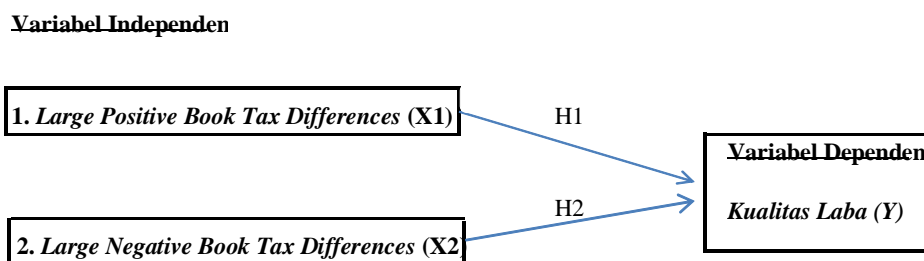 Variabel Independen
1. Large Positive Book Tax Differences (X1)
H1
Variabel Dependen
Kualitas Laba (Y)
H2
2. Large Negative Book Tax Differences (X2)